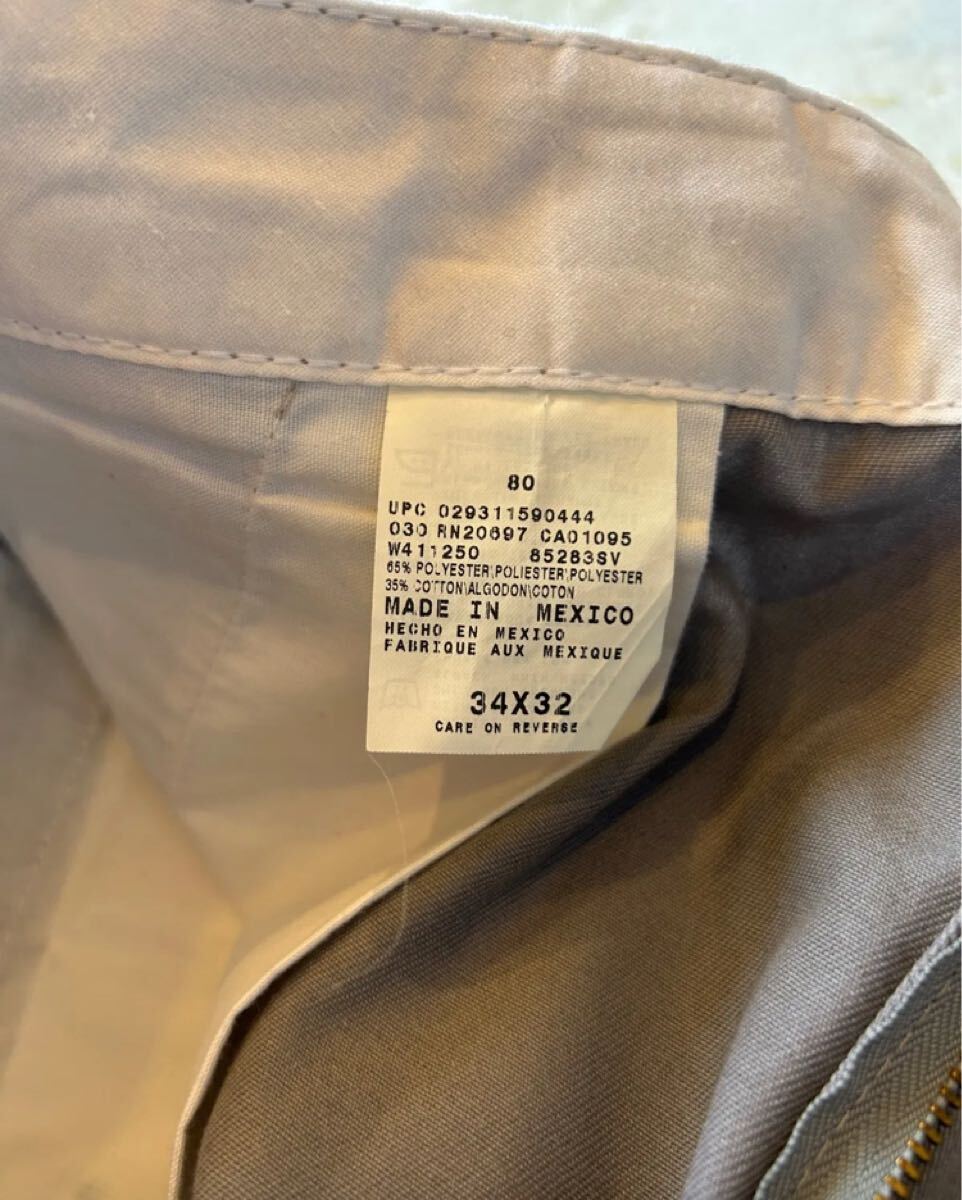 80
UPC 029311590444
030 RN20697 CA01095
W411250 85283SV
65% POLYESTER\POLIESTER\POLYESTER
35% COTTON\ALGODON\COTON
MADE IN MEXICO
HECHO EN MEXICO
FABRIQUE AUX MEXIQUE
34X32
CARE ON REVERSE